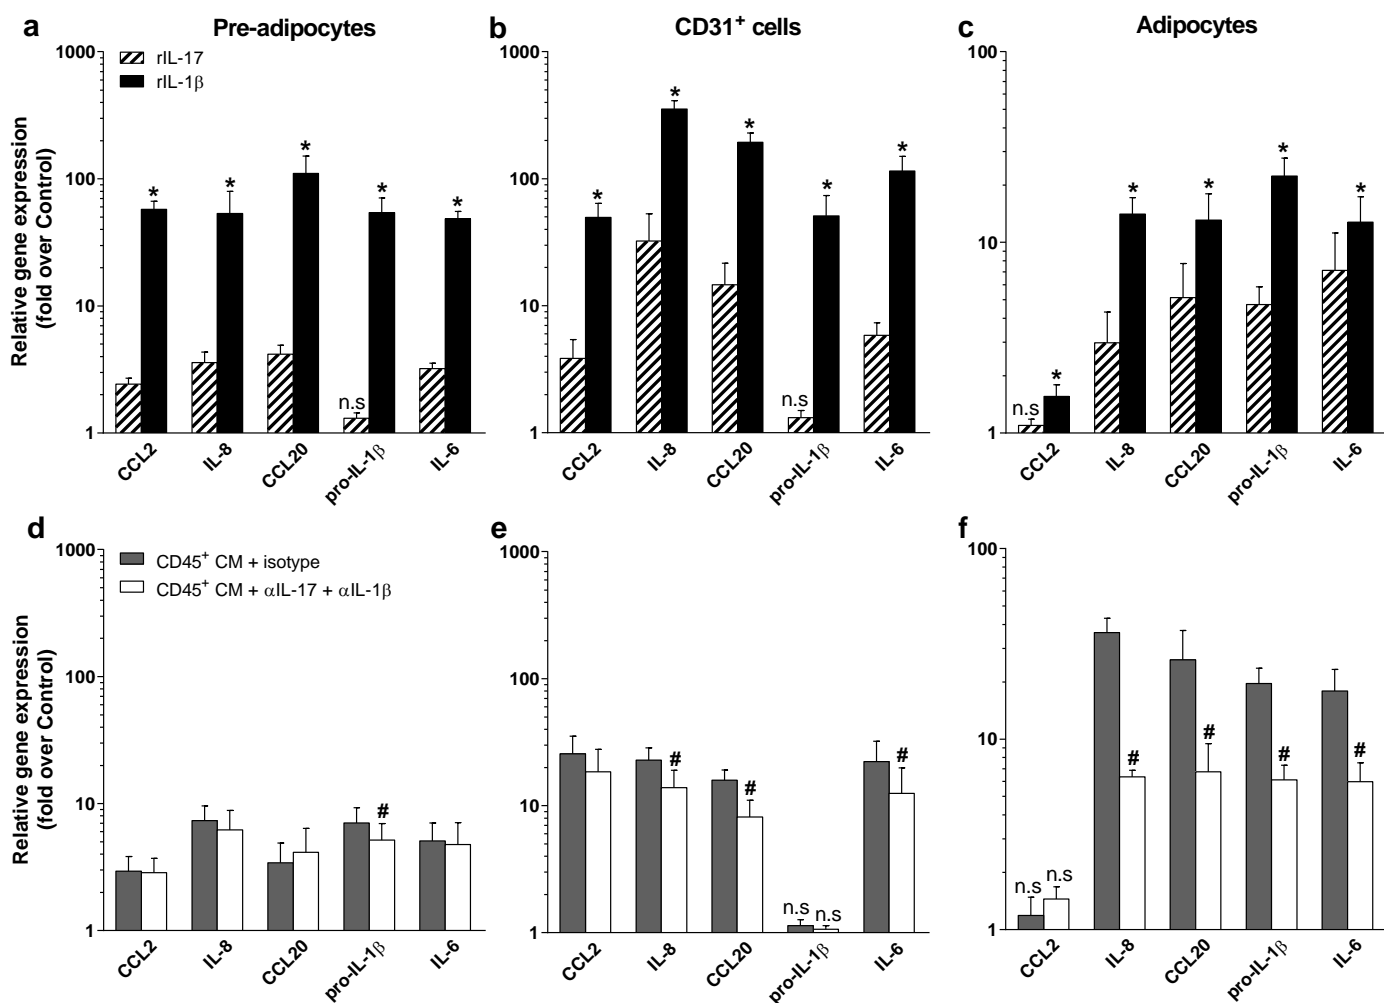 a Pre-adipocytes
Relative gene expression
(fold over Control)
1000
100
10
1
rIL-17
rIL-1β
* * * * *
n.s
CCL2 IL-8 CCL20 pro-IL-1β IL-6
b CD31⁺ cells
1000
100
10
1
* * * * *
n.s
CCL2 IL-8 CCL20 pro-IL-1β IL-6
c Adipocytes
100
10
1
* * * * *
n.s
CCL2 IL-8 CCL20 pro-IL-1β IL-6
d
Relative gene expression
(fold over Control)
1000
100
10
1
CD45⁺ CM + isotype
CD45⁺ CM + αIL-17 + αIL-1β
#
CCL2 IL-8 CCL20 pro-IL-1β IL-6
e
1000
100
10
1
# # #
n.s n.s
CCL2 IL-8 CCL20 pro-IL-1β IL-6
f
100
10
1
# # # #
n.s n.s
CCL2 IL-8 CCL20 pro-IL-1β IL-6